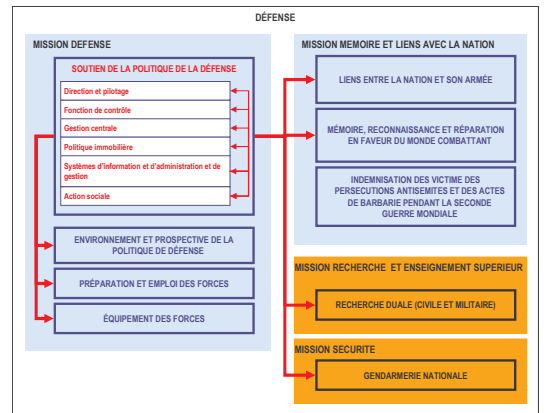 DÉFENSE
MISSION DEFENSE
SOUTIEN DE LA POLITIQUE DE LA DÉFENSE
Direction et pilotage
Fonction de contrôle
Gestion centrale
Politique immobilière
Systèmes d'information et d'administration et de
gestion
Action sociale
ENVIRONNEMENT ET PROSPECTIVE DE LA
POLITIQUE DE DÉFENSE
PRÉPARATION ET EMPLOI DES FORCES
ÉQUIPEMENT DES FORCES
MISSION MEMOIRE ET LIENS AVEC LA NATION
LIENS ENTRE LA NATION ET SON ARMÉE
MÉMOIRE, RECONNAISSANCE ET RÉPARATION
EN FAVEUR DU MONDE COMBATTANT
INDEMNISATION DES VICTIME DES
PERSECUTIONS ANTISEMITES ET DES ACTES
DE BARBARIE PENDANT LA SECONDE
GUERRE MONDIALE
MISSION RECHERCHE ET ENSEIGNEMENT SUPERIEUR
RECHERCHE DUALE (CIVILE ET MILITAIRE)
MISSION SECURITE
GENDARMERIE NATIONALE